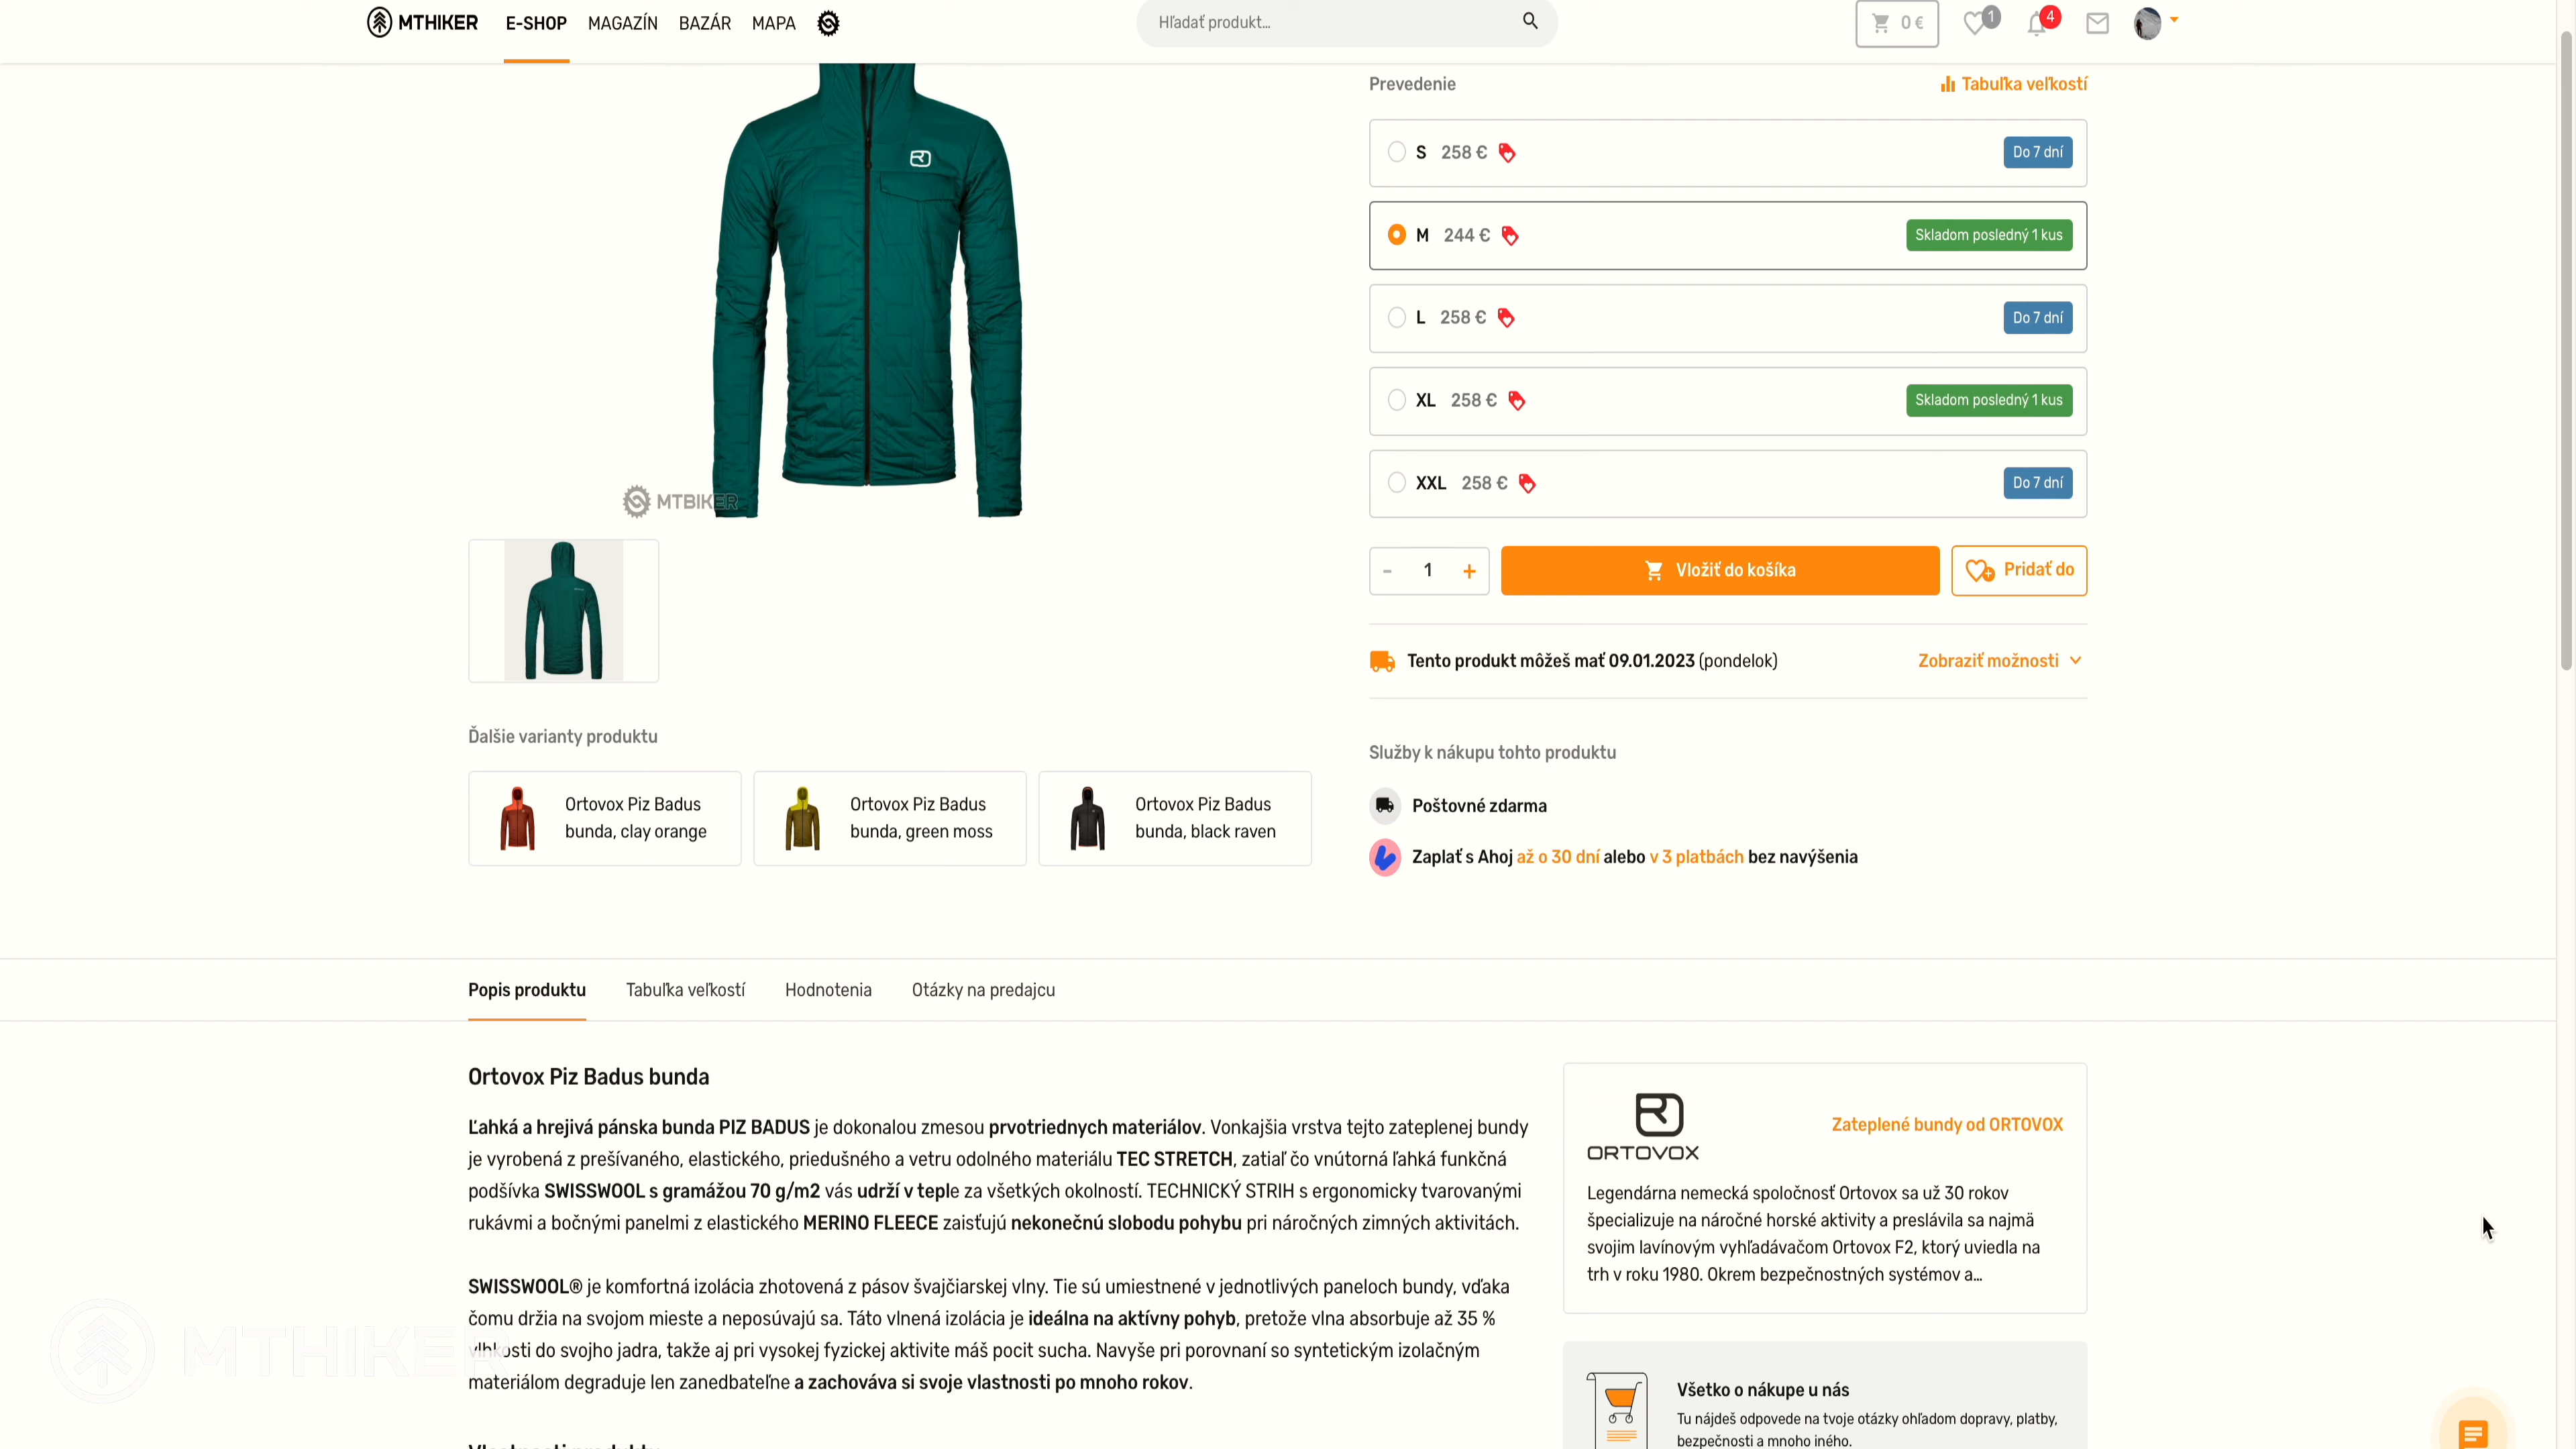 MTHIKER E-SHOP MAGAZÍN BAZÁR MAPA
Hľadať produkt...
0 € 1 4
MTBIKER
Prevedenie
Tabuľka veľkostí
S 258 € Do 7 dní
M 244 € Skladom posledný 1 kus
L 258 € Do 7 dní
XL 258 € Skladom posledný 1 kus
XXL 258 € Do 7 dní
- 1 + Vložiť do košíka Pridať do
Tento produkt môžeš mať 09.01.2023 (pondelok) Zobraziť možnosti
Ďalšie varianty produktu
Ortovox Piz Badus
bunda, clay orange
Ortovox Piz Badus
bunda, green moss
Ortovox Piz Badus
bunda, black raven
Služby k nákupu tohto produktu
Poštovné zdarma
Zaplať s Ahoj až o 30 dní alebo v 3 platbách bez navýšenia
Popis produktu Tabuľka veľkostí Hodnotenia Otázky na predajcu
Ortovox Piz Badus bunda
Ľahká a hrejivá pánska bunda PIZ BADUS je dokonalou zmesou prvotriednych materiálov. Vonkajšia vrstva tejto zateplenej bundy
je vyrobená z prešívaného, elastického, priedušného a vetru odolného materiálu TEC STRETCH, zatiaľ čo vnútorná ľahká funkčná
podšívka SWISSWOOL s gramážou 70 g/m2 vás udrží v teple za všetkých okolností. TECHNICKÝ STRIH s ergonomicky tvarovanými
rukávmi a bočnými panelmi z elastického MERINO FLEECE zaisťujú nekonečnú slobodu pohybu pri náročných zimných aktivitách.
SWISSWOOL® je komfortná izolácia zhotovená z pásov švajčiarskej vlny. Tie sú umiestnené v jednotlivých paneloch bundy, vďaka
čomu držia na svojom mieste a neposúvajú sa. Táto vlnená izolácia je ideálna na aktívny pohyb, pretože vlna absorbuje až 35 %
vlhkosti do svojho jadra, takže aj pri vysokej fyzickej aktivite máš pocit sucha. Navyše pri porovnaní so syntetickým izolačným
materiálom degraduje len zanedbateľne a zachováva si svoje vlastnosti po mnoho rokov.
Vlastnosti produktu
ORTOVOX
Zateplené bundy od ORTOVOX
Legendárna nemecká spoločnosť Ortovox sa už 30 rokov
špecializuje na náročné horské aktivity a preslávila sa najmä
svojim lavínovým vyhľadávačom Ortovox F2, ktorý uviedla na
trh v roku 1980. Okrem bezpečnostných systémov a...
Všetko o nákupe u nás
Tu nájdeš odpovede na tvoje otázky ohľadom dopravy, platby,
bezpečnosti a mnoho iného.
MTHIKER